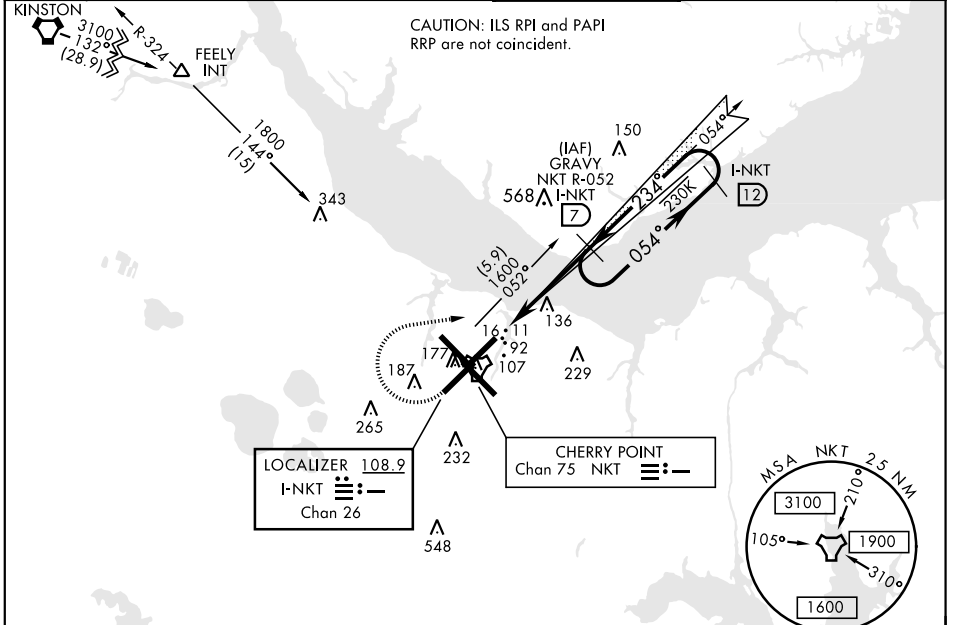 KINSTON
3100
132°
(28.9)
R-324
FEELY
INT
CAUTION: ILS RPI and PAPI
RRP are not coincident.
1800
144°
(15)
343
150
(IAF)
GRAVY
NKT R-052
568 I-NKT
7
054°
234°
230K
054°
I-NKT
12
(5.9)
1600
052°
136
16 11
92
177
107
187
229
265
232
548
LOCALIZER 108.9
I-NKT
Chan 26
CHERRY POINT
Chan 75 NKT
MSA NKT 25 NM
3100
210°
105°
1900
310°
1600